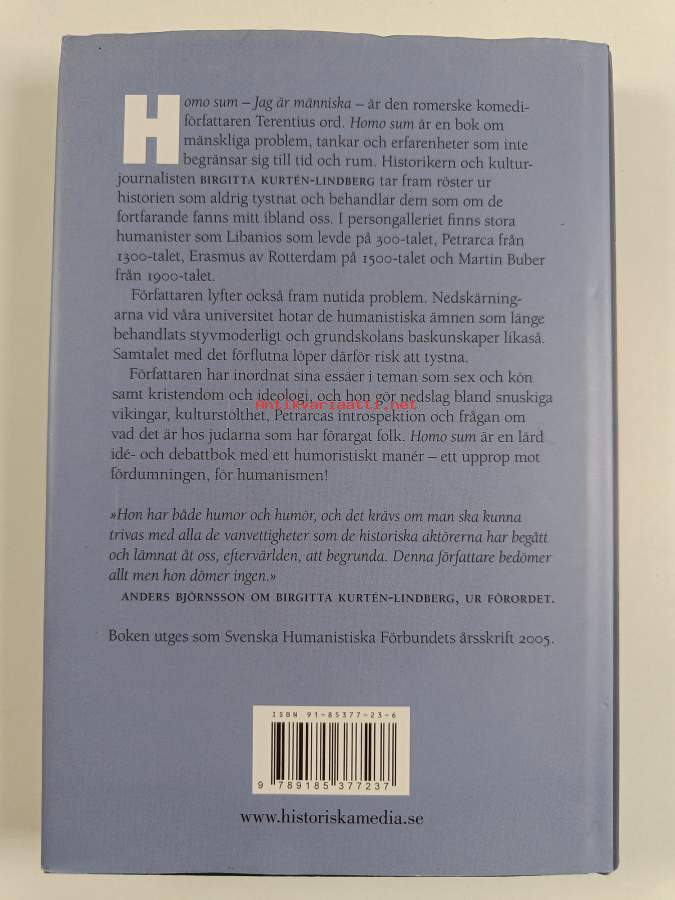 Homo sum – Jag är människa – är den romerske komedi-
författaren Terentius ord. Homo sum är en bok om
mänskliga problem, tankar och erfarenheter som inte
begränsar sig till tid och rum. Historikern och kultur-
journalisten BIRGITTA KURTÉN-LINDBERG tar fram röster ur
historien som aldrig tystnat och behandlar dem som om de
fortfarande fanns mitt ibland oss. I persongalleriet finns stora
humanister som Libanios som levde på 300-talet, Petrarca från
1300-talet, Erasmus av Rotterdam på 1500-talet och Martin Buber
från 1900-talet.
Författaren lyfter också fram nutida problem. Nedskärning-
arna vid våra universitet hotar de humanistiska ämnen som länge
behandlats styvmoderligt och grundskolans baskunskaper likaså.
Samtalet med det förflutna löper därför risk att tystna.
Författaren har inordnat sina essäer i teman som sex och kön
samt kristendom och ideologi, och hon gör nedslag bland snuskiga
AntikvariaattI.net
vikingar, kulturstolthet, Petrarcas introspektion och frågan om
vad det är hos judarna som har förargat folk. Homo sum är en lärd
idé- och debattbok med ett humoristiskt manér – ett upprop mot
fördumningen, för humanismen!
»Hon har både humor och humör, och det krävs om man ska kunna
trivas med alla de vanvettigheter som de historiska aktörerna har begått
och lämnat åt oss, eftervärlden, att begrunda. Denna författare bedömer
allt men hon dömer ingen.»
ANDERS BJÖRNSSON OM BIRGITTA KURTÉN-LINDBERG, UR FÖRORDET.
Boken utges som Svenska Humanistiska Förbundets årsskrift 2005.
ISBN 91-85377-23-6
9 789185 377237
www.historiskamedia.se